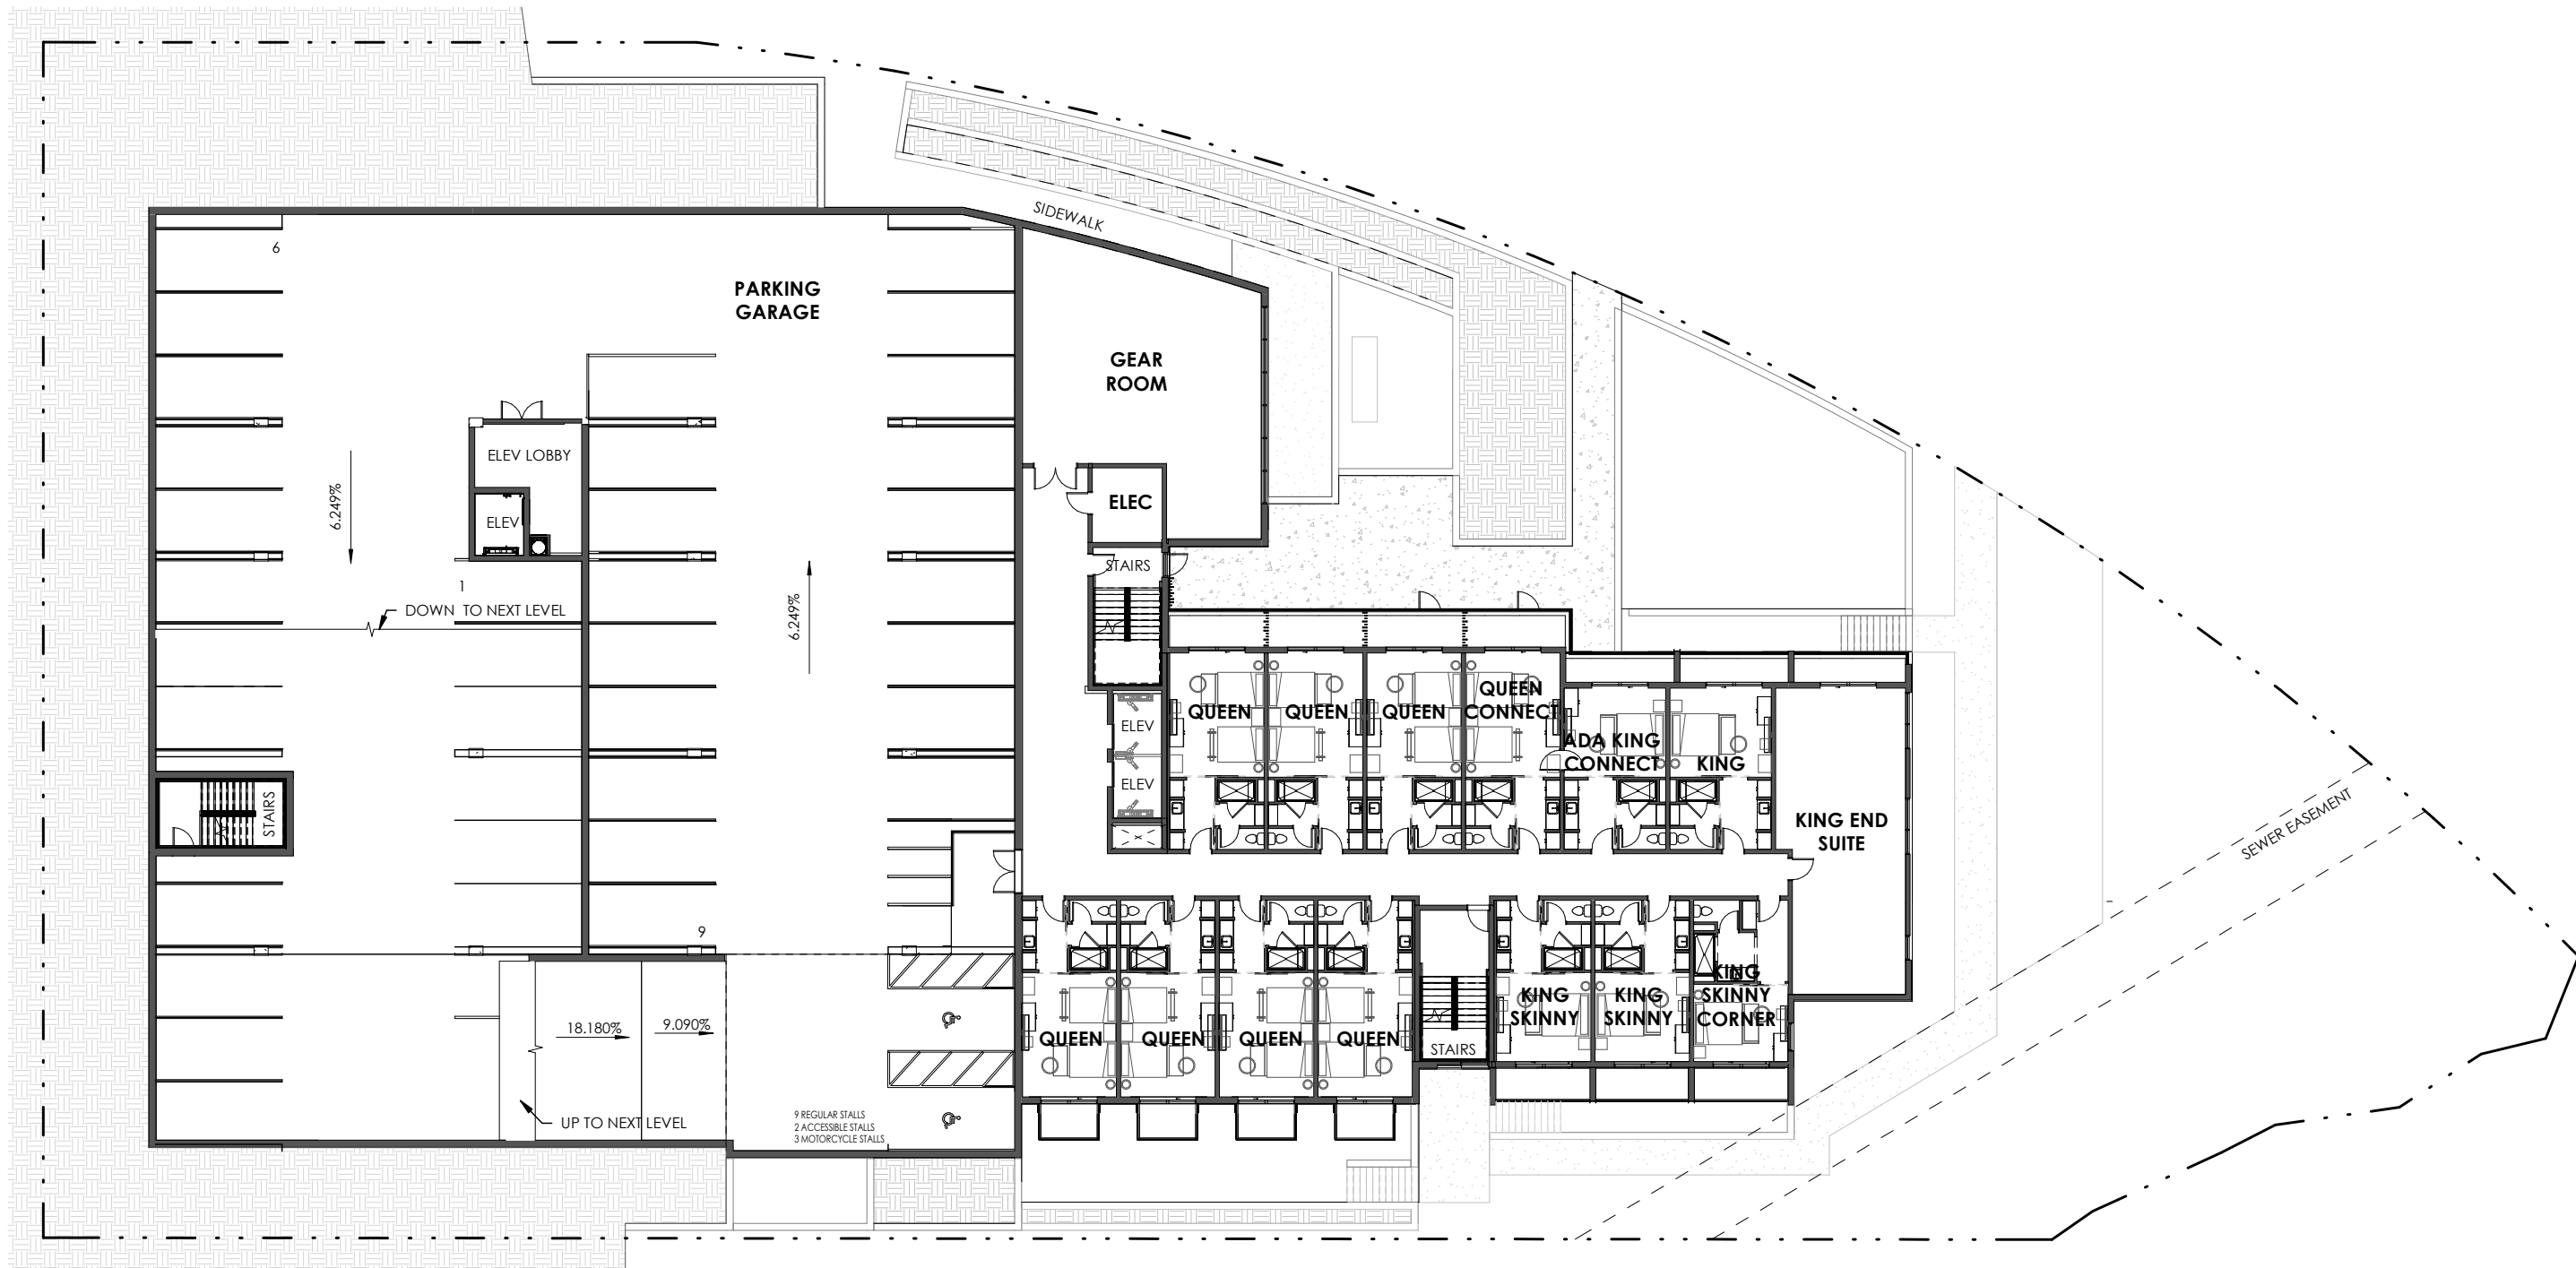 SIDEWALK
6
PARKING
GARAGE
GEAR
ROOM
ELEV LOBBY
6.249%
ELEV
ELEC
STAIRS
1
DOWN TO NEXT LEVEL
6.249%
QUEEN
QUEEN
QUEEN
QUEEN
CONNECT
ELEV
ELEV
ADA KING
CONNECT
KING
STAIRS
KING END
SUITE
SEWER EASEMENT
9
KING
SKINNY
KING
SKINNY
KING
SKINNY
CORNER
18.180%
9.090%
QUEEN
QUEEN
QUEEN
QUEEN
STAIRS
UP TO NEXT LEVEL
9 REGULAR STALLS
2 ACCESSIBLE STALLS
3 MOTORCYCLE STALLS